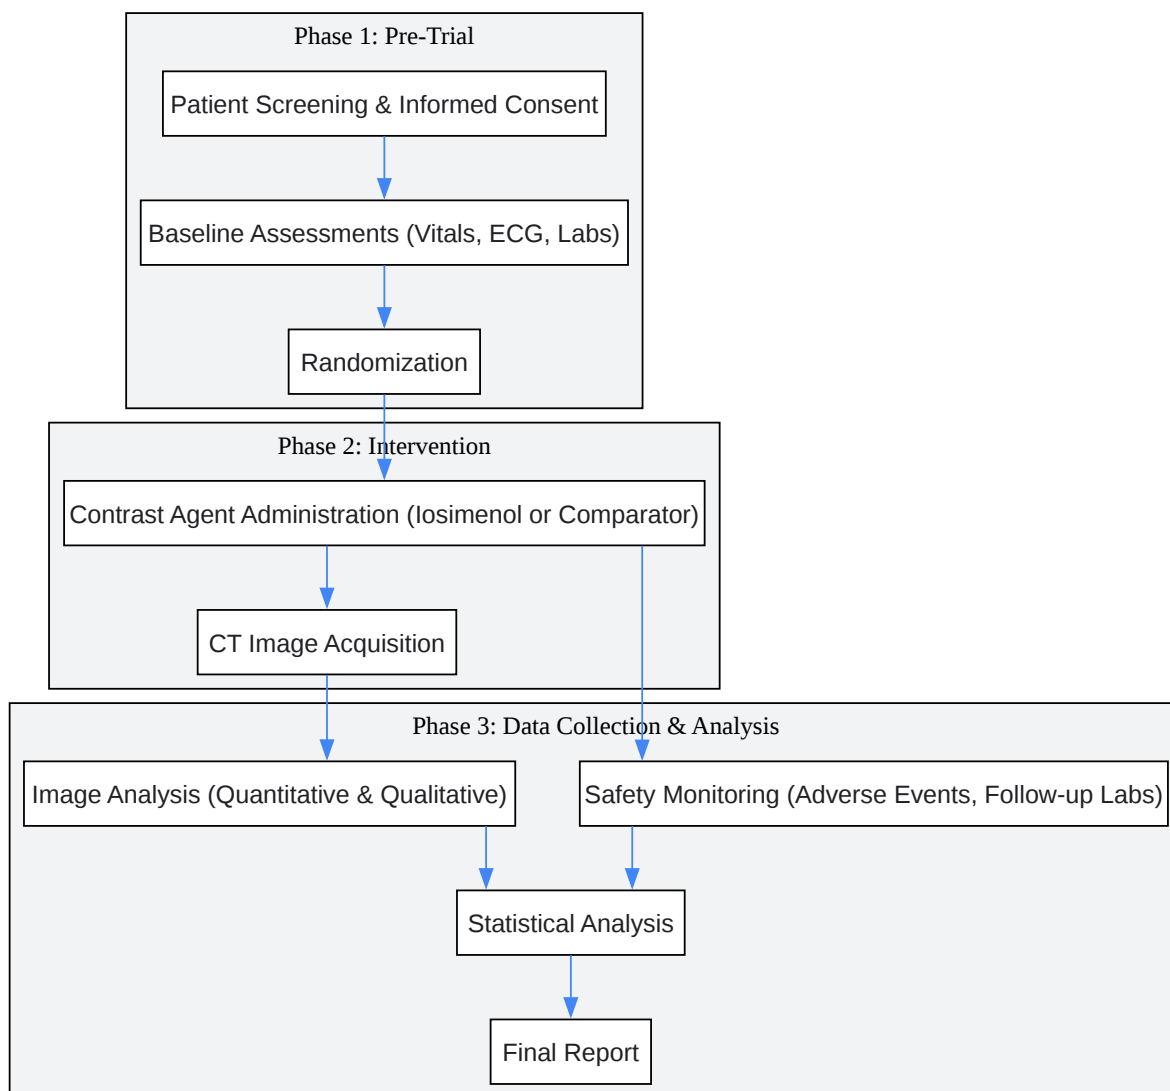 Phase 1: Pre-Trial
Patient Screening & Informed Consent
Baseline Assessments (Vitals, ECG, Labs)
Randomization
Phase 2: Intervention
Contrast Agent Administration (Iosimenol or Comparator)
CT Image Acquisition
Phase 3: Data Collection & Analysis
Image Analysis (Quantitative & Qualitative)
Safety Monitoring (Adverse Events, Follow-up Labs)
Statistical Analysis
Final Report